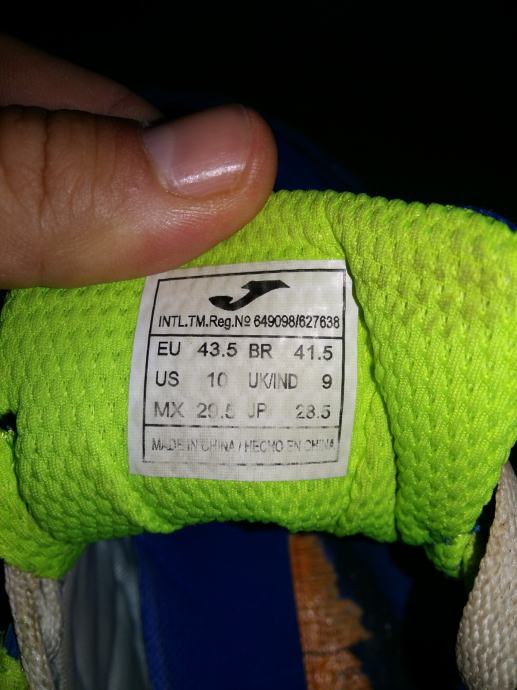 INTL.TM.Reg.Nº 649098/627638
EU 43.5 BR 41.5
US 10 UK/IND 9
MX 29.5 JP 28.5
MADE IN CHINA / HECHO EN CHINA